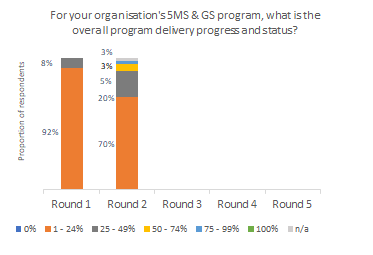 For your organisation's 5MS & GS program, what is the
overall program delivery progress and status?
Proportion of respondents
8%
92%
3%
3%
5%
20%
70%
Round 1 Round 2 Round 3 Round 4 Round 5
0% 1 - 24% 25 - 49% 50 - 74% 75 - 99% 100% n/a